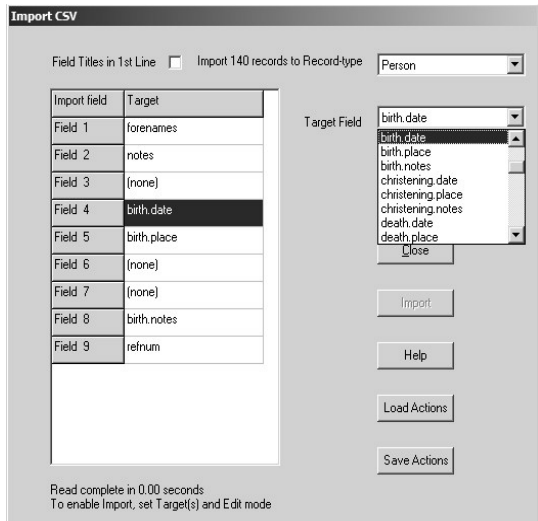 Import CSV
Field Titles in 1st Line
Import 140 records to Record-type
Person
Import field Target
Field 1 forenames
Field 2 notes
Field 3 (none)
Field 4 birth.date
Field 5 birth.place
Field 6 (none)
Field 7 (none)
Field 8 birth.notes
Field 9 refnum
Target Field
birth.date
birth.date
birth.place
birth.notes
christening.date
christening.place
christening.notes
death.date
death.place
Close
Import
Help
Load Actions
Save Actions
Read complete in 0.00 seconds
To enable Import, set Target(s) and Edit mode